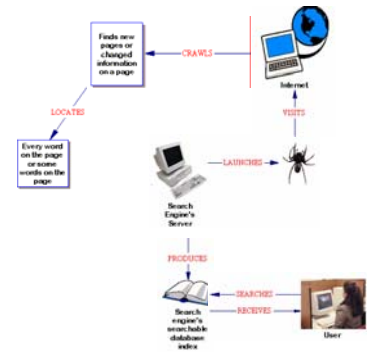 Finds new
pages or
changed
information
on a page
CRAWLS
Internet
LOCATES
VISITS
Every word
on the page
or some
words on the
page
LAUNCHES
Search
Engine's
Server
PRODUCES
SEARCHES
RECEIVES
Search
engine's
searchable
database
index
User